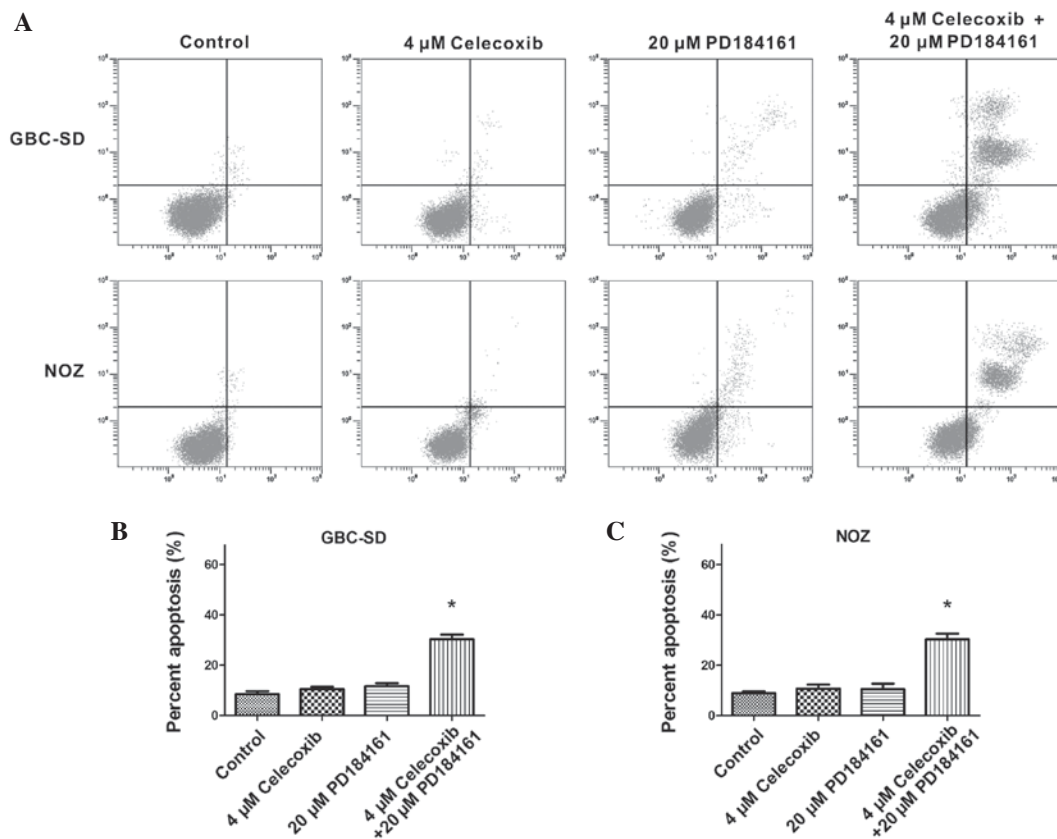 A
Control
4 µM Celecoxib
20 µM PD184161
4 µM Celecoxib +
20 µM PD184161
GBC-SD
NOZ
B
GBC-SD
Percent apoptosis (%)
60
40
20
0
*
Control
4 µM Celecoxib
20 µM PD184161
4 µM Celecoxib
+20 µM PD184161
C
NOZ
Percent apoptosis (%)
60
40
20
0
*
Control
4 µM Celecoxib
20 µM PD184161
4 µM Celecoxib
+20 µM PD184161